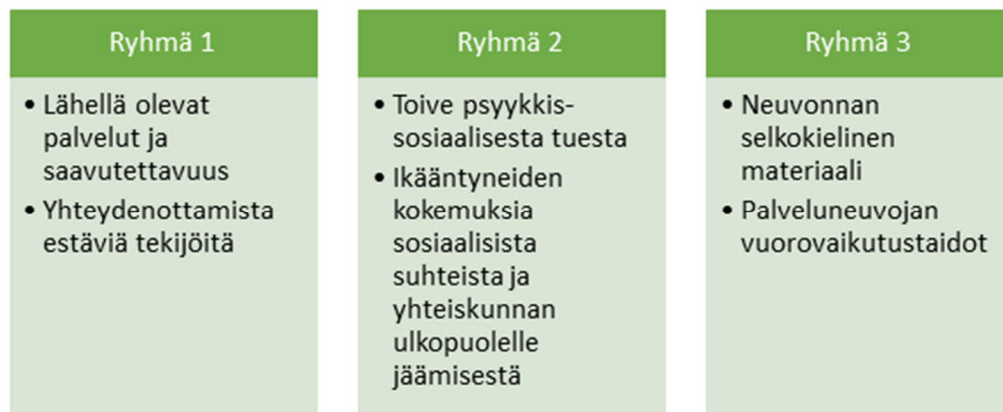 Ryhmä 1
• Lähellä olevat
palvelut ja
saavutettavuus
• Yhteydenottamista
estäviä tekijöitä
Ryhmä 2
• Toive psyykkis-
sosiaalisesta tuesta
• Ikääntyneiden
kokemuksia
sosiaalisista
suhteista ja
yhteiskunnan
ulkopuolelle
jäämisestä
Ryhmä 3
• Neuvonnan
selkokielinen
materiaali
• Palveluneuvojan
vuorovaikutustaidot